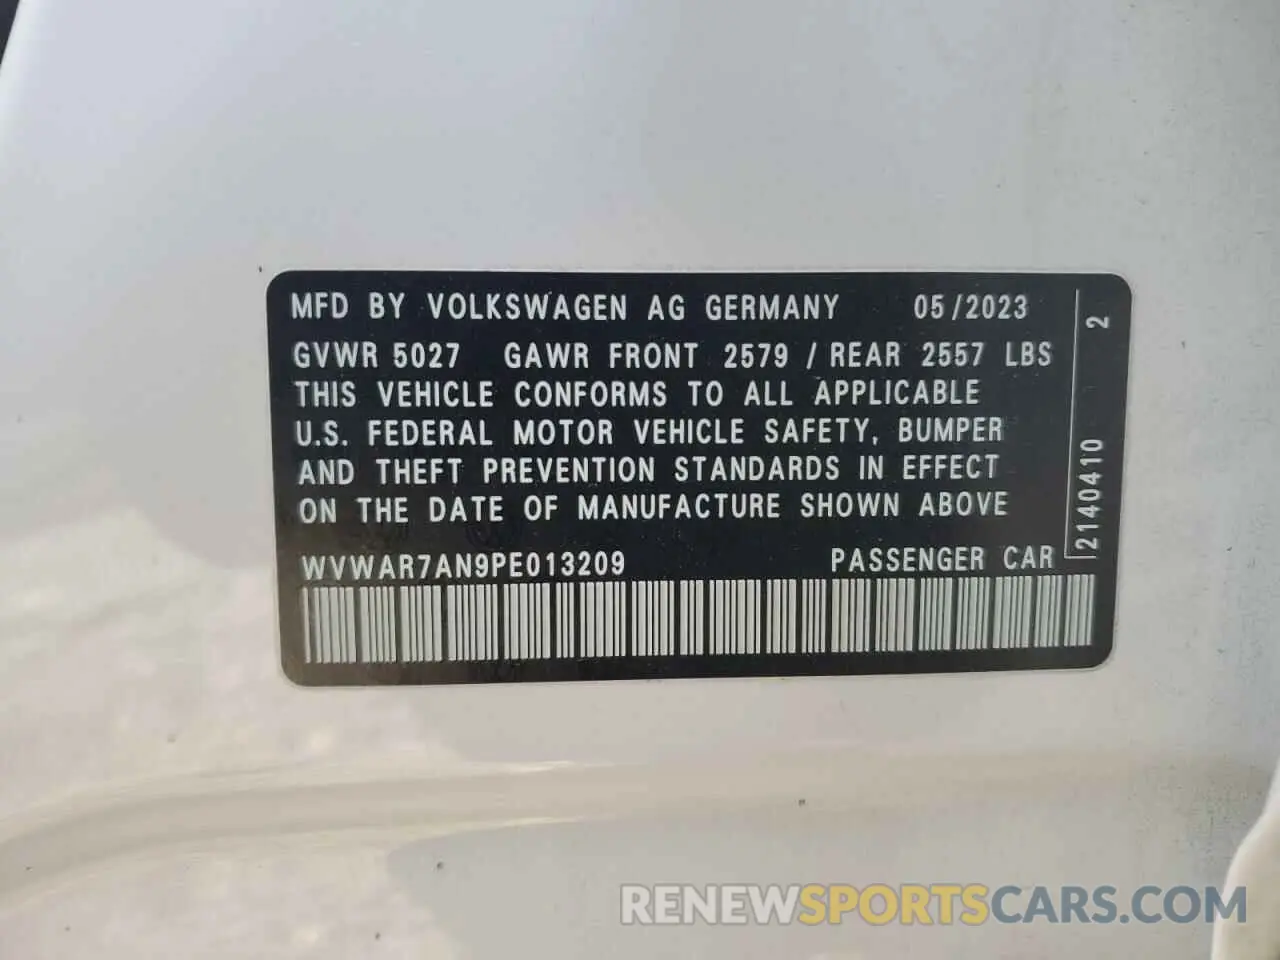 MFD BY VOLKSWAGEN AG GERMANY 05/2023
GVWR 5027 GAWR FRONT 2579 / REAR 2557 LBS
THIS VEHICLE CONFORMS TO ALL APPLICABLE
U.S. FEDERAL MOTOR VEHICLE SAFETY, BUMPER
AND THEFT PREVENTION STANDARDS IN EFFECT
ON THE DATE OF MANUFACTURE SHOWN ABOVE
WVWAR7AN9PE013209 PASSENGER CAR
2140410 2
RENEWSPORTSCARS.COM